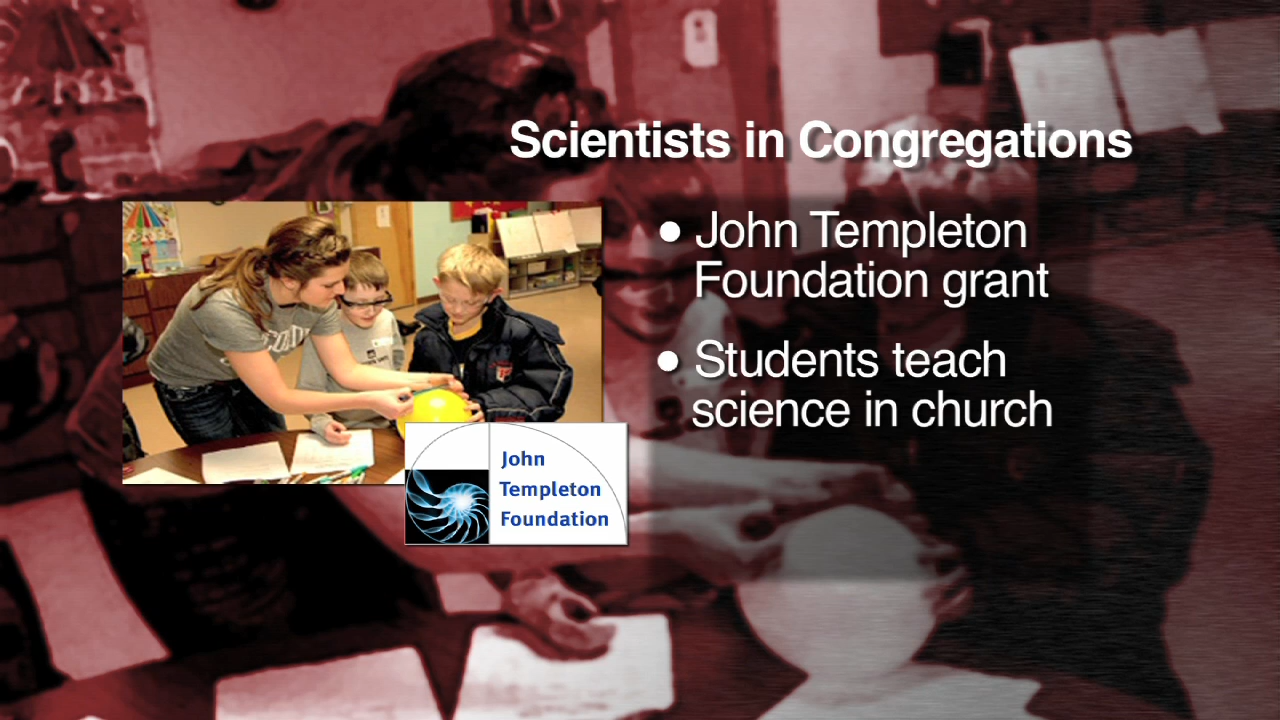 Scientists in Congregations
• John Templeton
Foundation grant
• Students teach
science in church
John
Templeton
Foundation